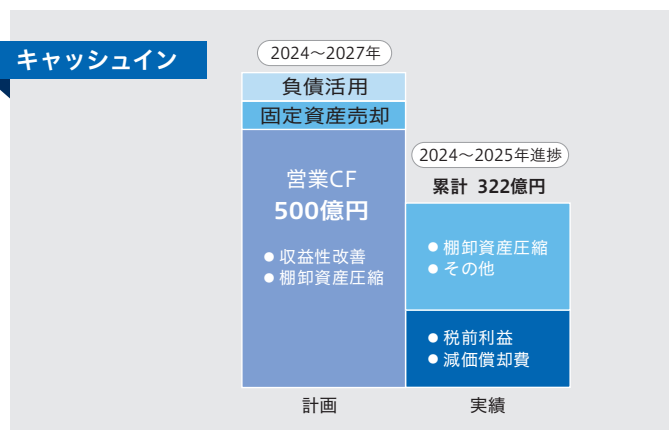 キャッシュイン
2024～2027年
負債活用
固定資産売却
営業CF
500億円
● 収益性改善
● 棚卸資産圧縮
計画
2024～2025年進捗
累計 322億円
● 棚卸資産圧縮
● その他
● 税前利益
● 減価償却費
実績